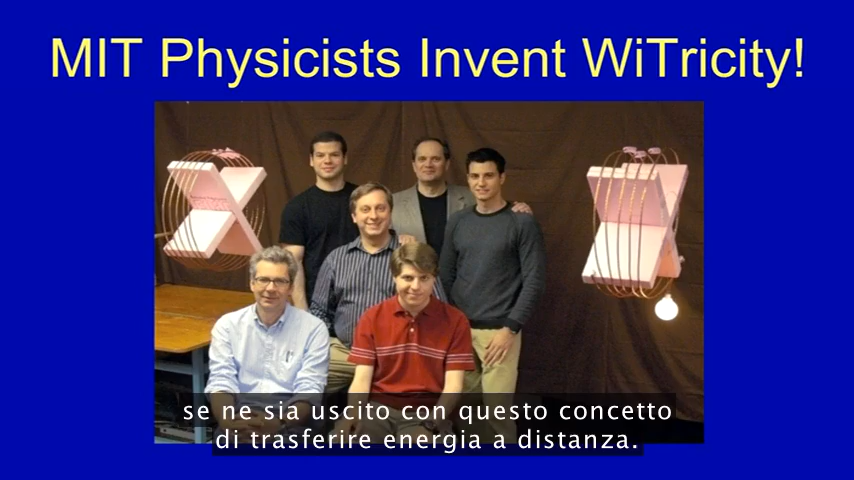 MIT Physicists Invent WiTricity!
se ne sia uscito con questo concetto
di trasferire energia a distanza.